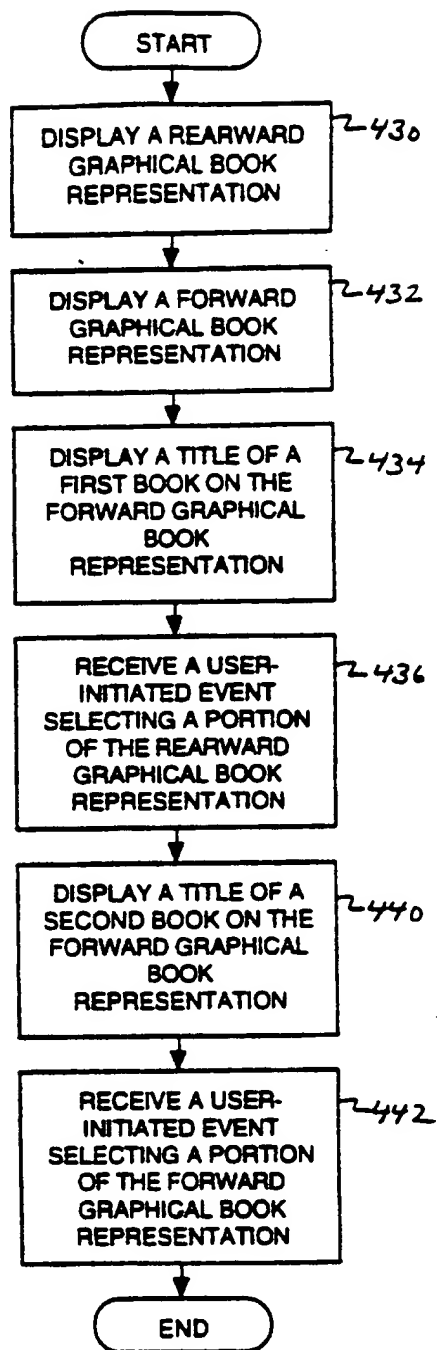 START
DISPLAY A REARWARD
GRAPHICAL BOOK
REPRESENTATION
430
DISPLAY A FORWARD
GRAPHICAL BOOK
REPRESENTATION
432
DISPLAY A TITLE OF A
FIRST BOOK ON THE
FORWARD GRAPHICAL
BOOK
REPRESENTATION
434
RECEIVE A USER-
INITIATED EVENT
SELECTING A PORTION
OF THE REARWARD
GRAPHICAL BOOK
REPRESENTATION
436
DISPLAY A TITLE OF A
SECOND BOOK ON THE
FORWARD GRAPHICAL
BOOK
REPRESENTATION
440
RECEIVE A USER-
INITIATED EVENT
SELECTING A PORTION
OF THE FORWARD
GRAPHICAL BOOK
REPRESENTATION
442
END